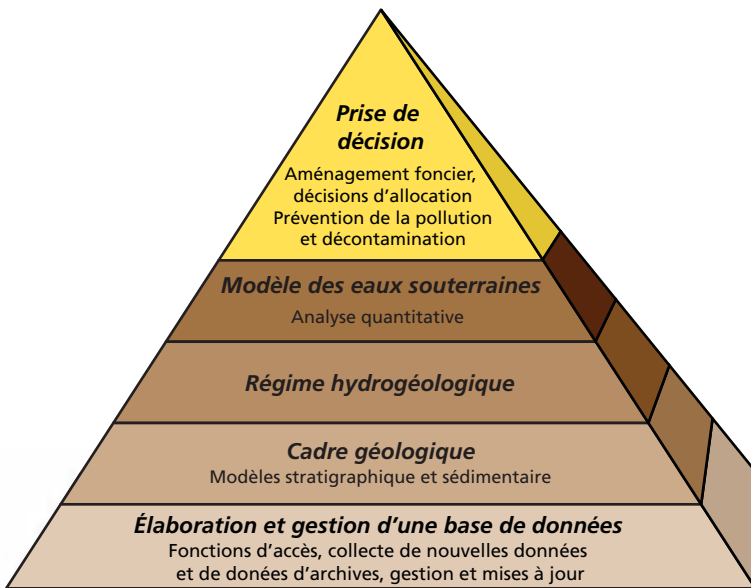 Prise de
décision
Aménagement foncier,
décisions d'allocation
Prévention de la pollution
et décontamination
Modèle des eaux souterraines
Analyse quantitative
Régime hydrogéologique
Cadre géologique
Modèles stratigraphique et sédimentaire
Élaboration et gestion d'une base de données
Fonctions d'accès, collecte de nouvelles données
et de donées d'archives, gestion et mises à jour